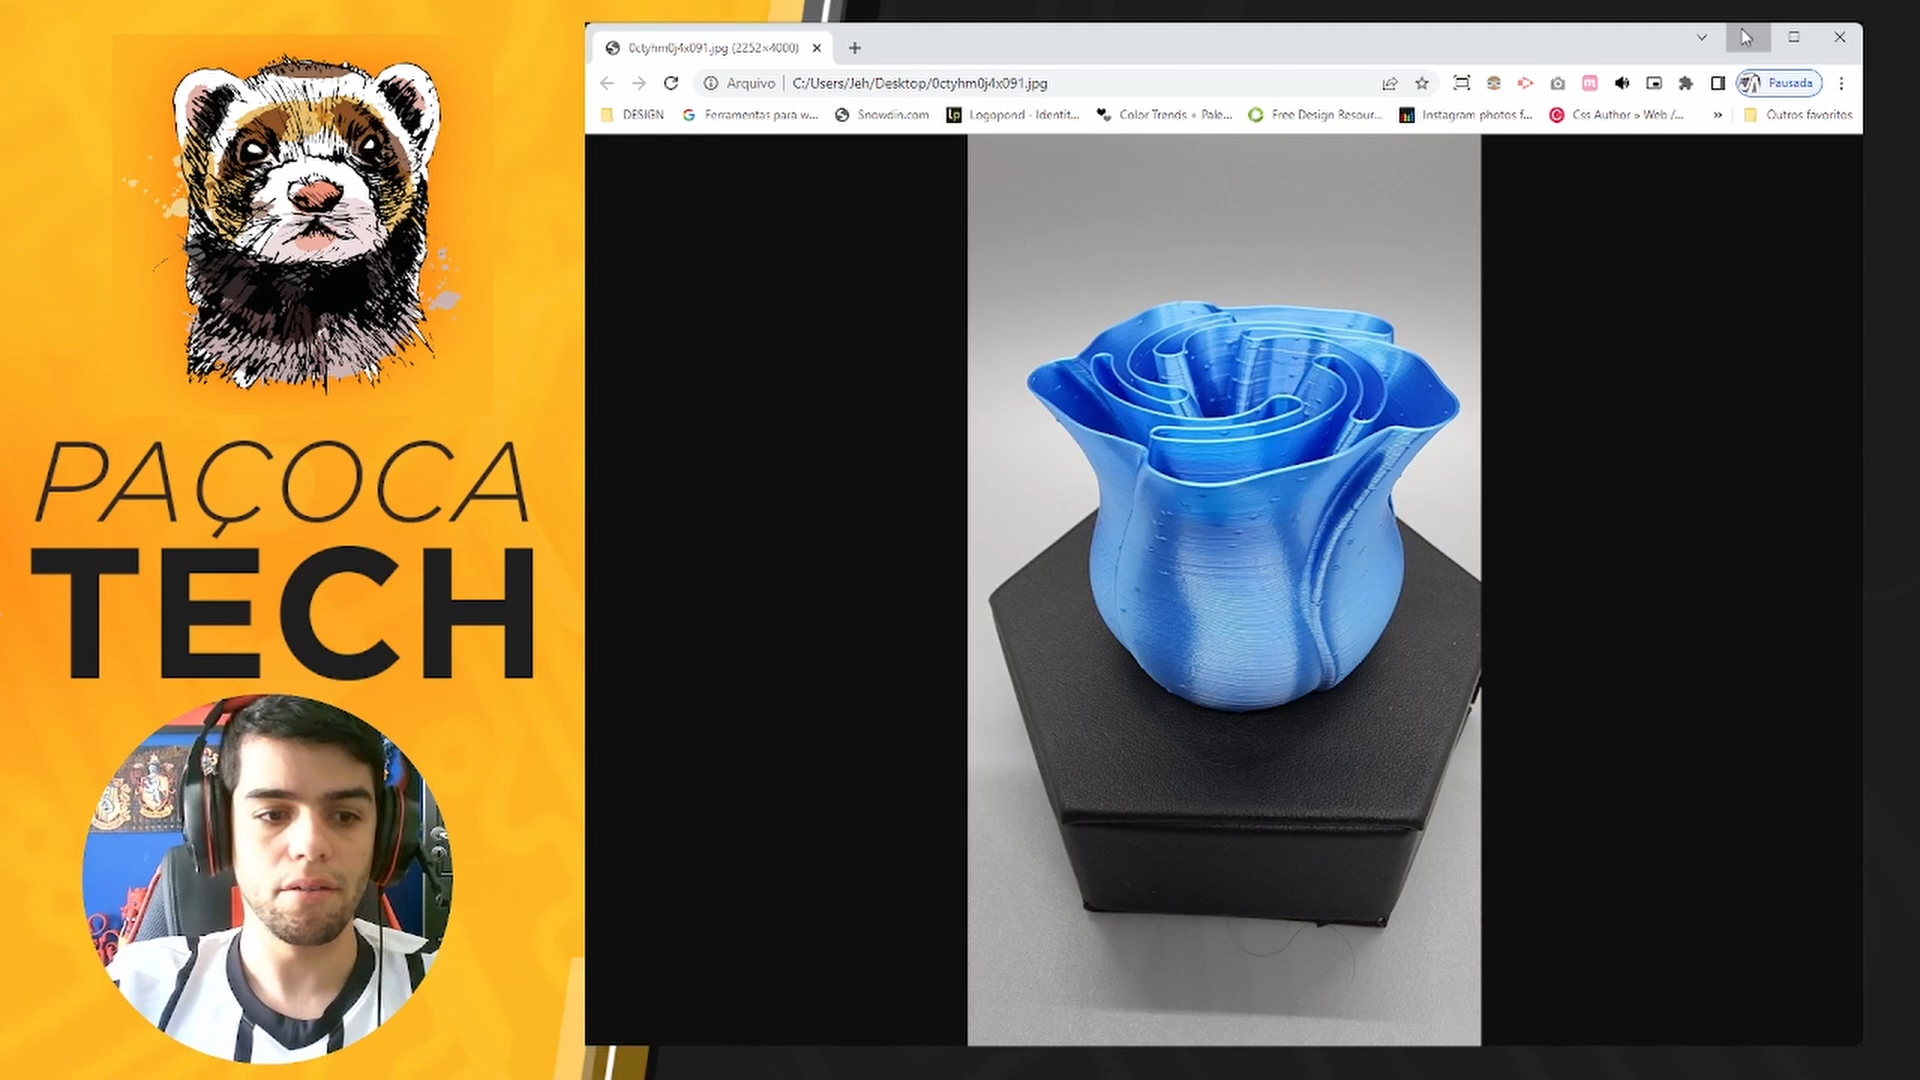 PAÇOCA
TECH
0ctyhm0j4x091.jpg (2252×4000)
Arquivo
C:/Users/Jeh/Desktop/0ctyhm0j4x091.jpg
Pausada
DESIGN
Ferramentas para w...
Snowdin.com
Logopond - Identit...
Color Trends + Pale...
Free Design Resour...
Instagram photos f...
Css Author » Web /...
»
Outros favoritos